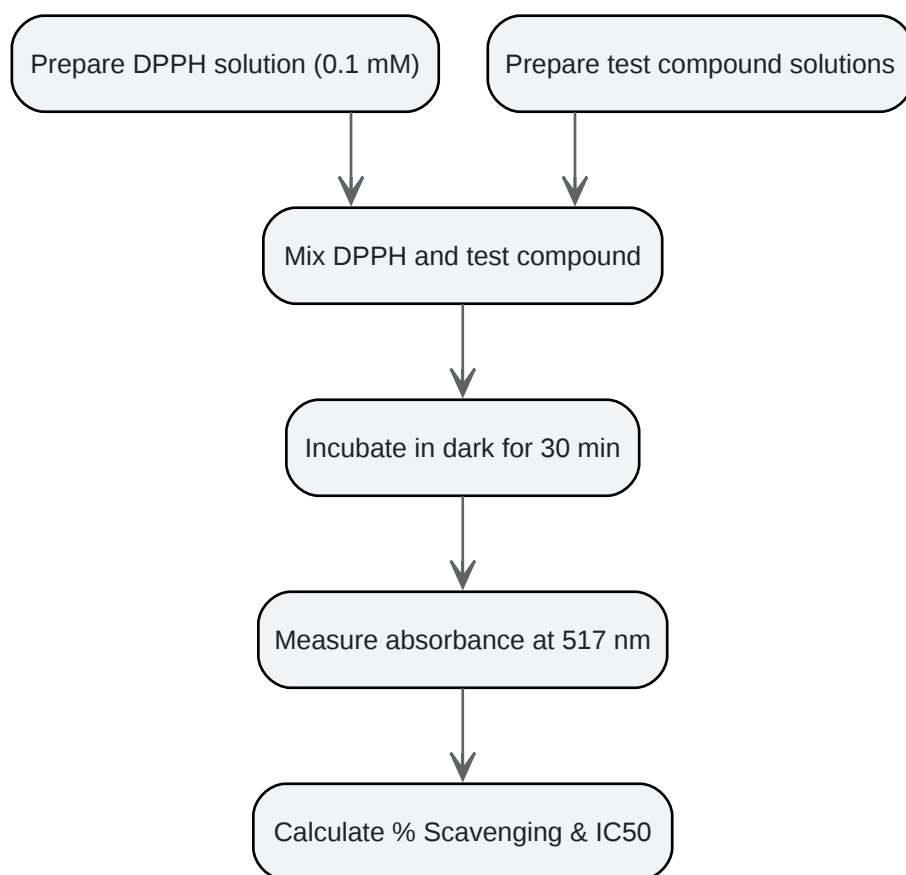 Prepare DPPH solution (0.1 mM)
Prepare test compound solutions
Mix DPPH and test compound
Incubate in dark for 30 min
Measure absorbance at 517 nm
Calculate % Scavenging & IC50